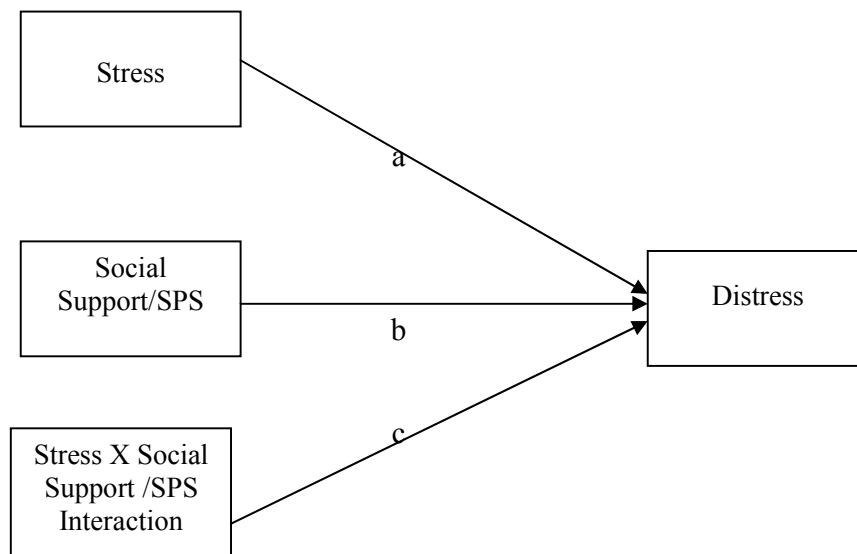 Stress
a
Social
Support/SPS
b
Distress
c
Stress X Social
Support /SPS
Interaction